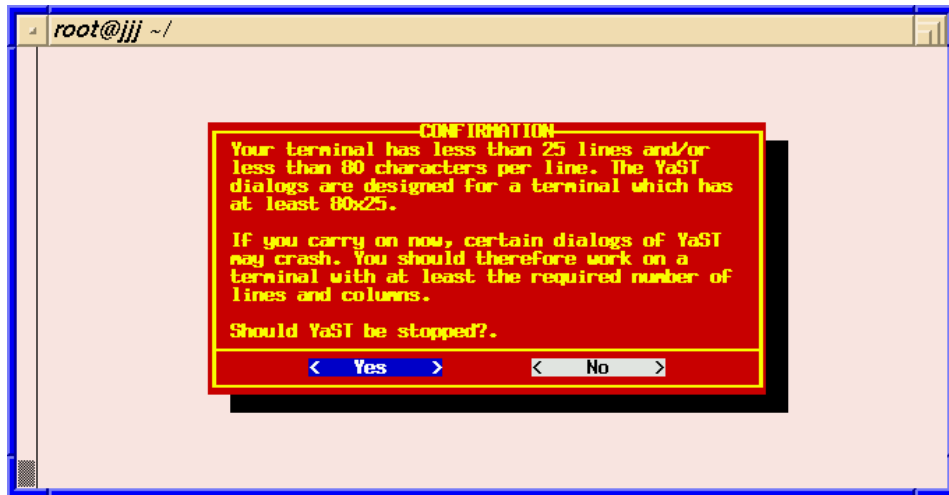 root@jjj ~/
CONFIRMATION
Your terminal has less than 25 lines and/or
less than 80 characters per line. The YaST
dialogs are designed for a terminal which has
at least 80x25.
If you carry on now, certain dialogs of YaST
may crash. You should therefore work on a
terminal with at least the required number of
lines and columns.
Should YaST be stopped?.
< Yes > < No >